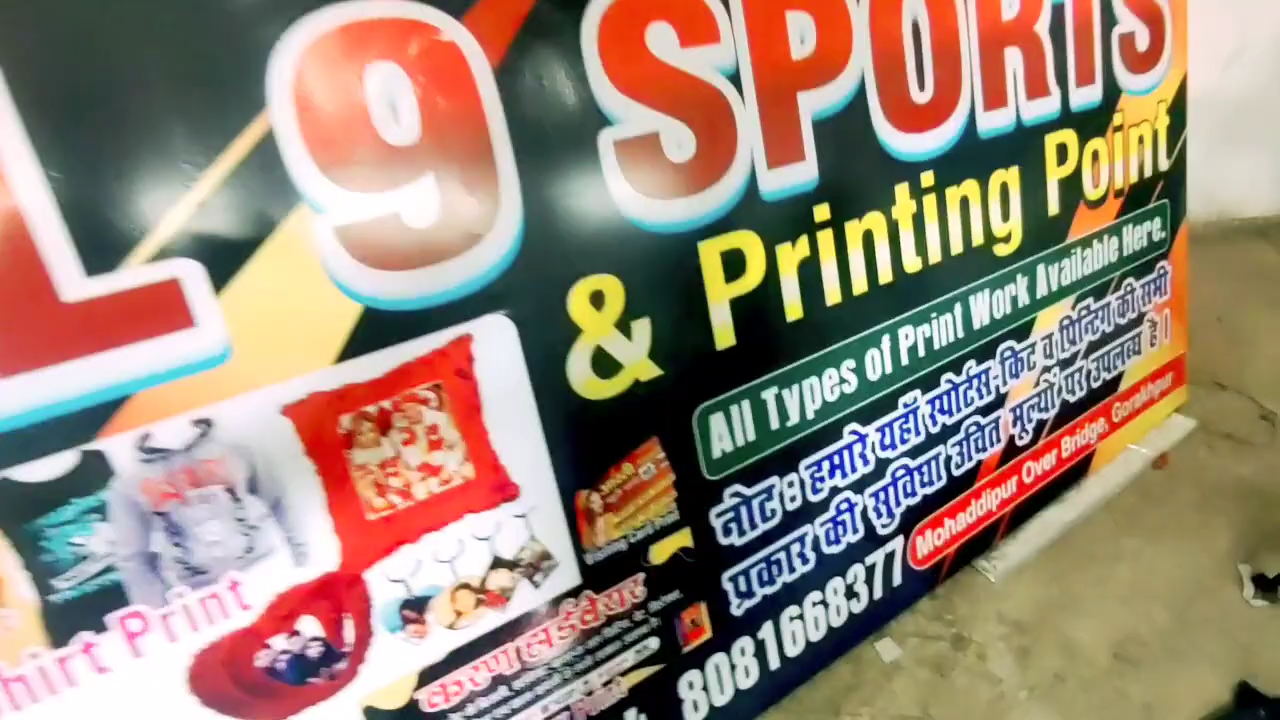 L 9 SPORTS
& Printing Point
All Types of Print Work Available Here.
नोट : हमारे यहाँ स्पोर्टस-किट व प्रिन्टिंग की सभी
प्रकार की सुविधा उचित मूल्यों पर उपलब्ध है ।
8081668377
Mohaddipur Over Bridge, Gorakhpur
hirt Print